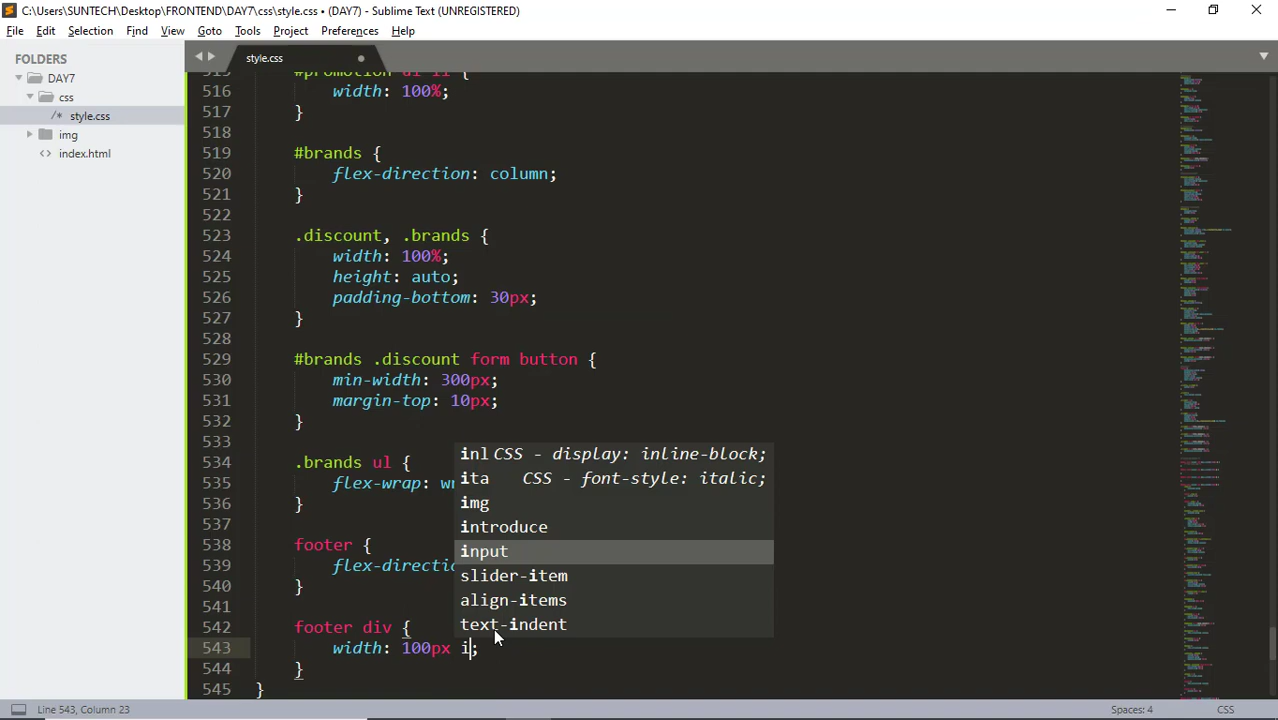 C:\Users\SUNTECH\Desktop\FRONTEND\DAY7\css\style.css • (DAY7) - Sublime Text (UNREGISTERED)
File Edit Selection Find View Goto Tools Project Preferences Help
FOLDERS
DAY7
css
/* style.css
img
<> index.html
style.css
515 #promotion ul li {
516 width: 100%;
517 }
518
519 #brands {
520 flex-direction: column;
521 }
522
523 .discount, .brands {
524 width: 100%;
525 height: auto;
526 padding-bottom: 30px;
527 }
528
529 #brands .discount form button {
530 min-width: 300px;
531 margin-top: 10px;
532 }
533
534 .brands ul {
535 flex-wrap: wr
536 }
537
538 footer {
539 flex-directio
540 }
541
542 footer div {
543 width: 100px i;
544 }
545 }
inl CSS - display: inline-block;
ita CSS - font-style: italic;
img
introduce
input
slider-item
align-items
text-indent
Line 543, Column 23
Spaces: 4
CSS